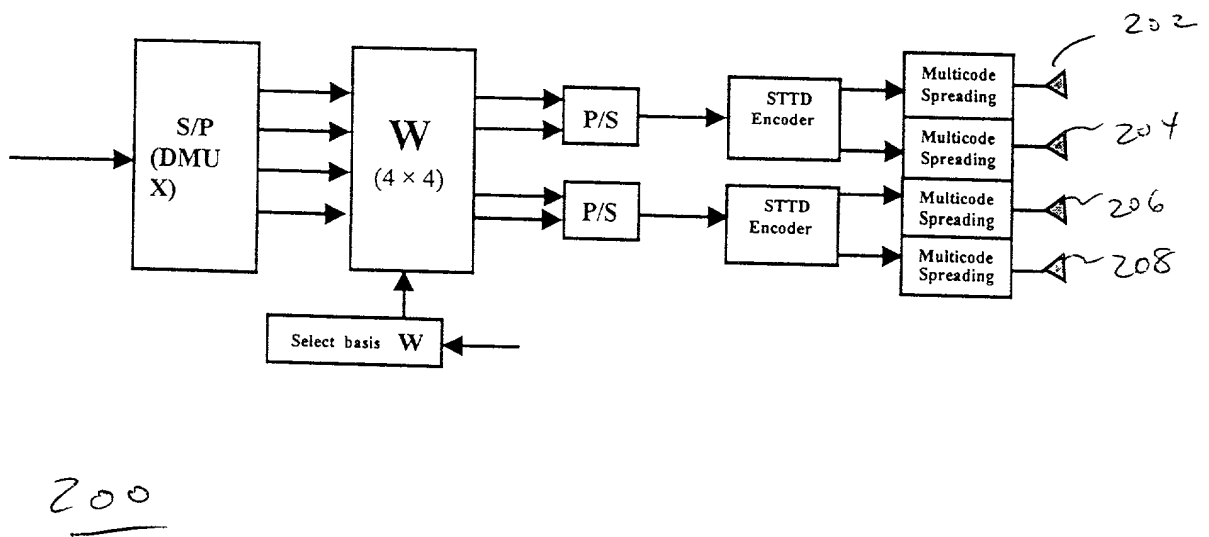 202
S/P
(DMU
X)
W
(4 × 4)
P/S
STTD
Encoder
Multicode
Spreading
Multicode
Spreading
204
P/S
STTD
Encoder
Multicode
Spreading
206
Multicode
Spreading
208
Select basis W
200